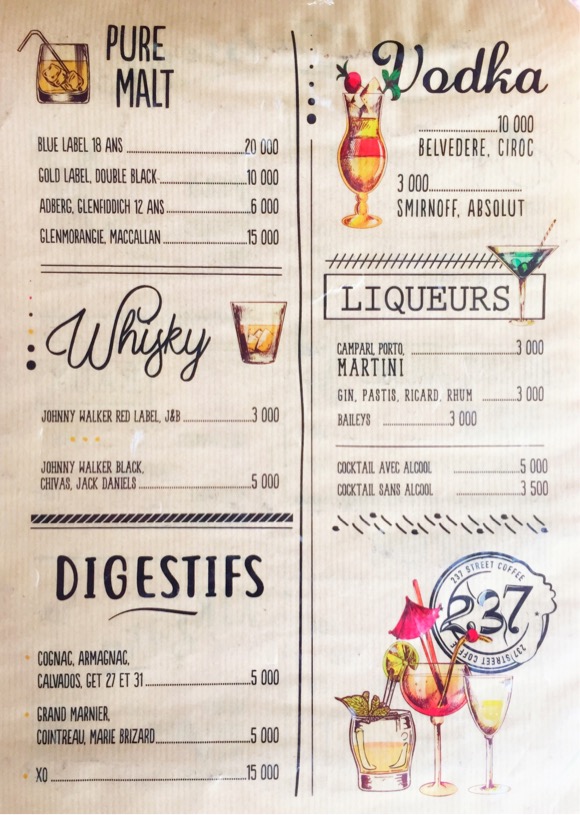 PURE
MALT
BLUE LABEL 18 ANS ........ 20 000
GOLD LABEL, DOUBLE BLACK ........ 10 000
ADBERG, GLENFIDDICH 12 ANS ........ 6 000
GLENMORANGIE, MACCALLAN ........ 15 000
Whisky
JOHNNY WALKER RED LABEL, J&B ........ 3 000
JOHNNY WALKER BLACK,
CHIVAS, JACK DANIELS ........ 5 000
DIGESTIFS
COGNAC, ARMAGNAC,
CALVADOS, GET 27 ET 31 ........ 5 000
GRAND MARNIER,
COINTREAU, MARIE BRIZARD ........ 5 000
XO ........ 15 000
Vodka
........ 10 000
BELVEDERE, CIROC
3 000 ........
SMIRNOFF, ABSOLUT
LIQUEURS
CAMPARI, PORTO, ........ 3 000
MARTINI
GIN, PASTIS, RICARD, RHUM ........ 3 000
BAILEYS ........ 3 000
COCKTAIL AVEC ALCOOL ........ 5 000
COCKTAIL SANS ALCOOL ........ 3 500
237 STREET COFFEE
237
237 STREET COFF